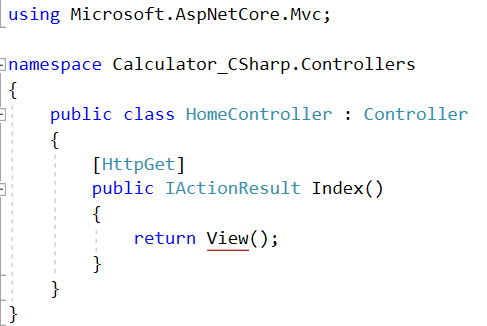 using Microsoft.AspNetCore.Mvc;
namespace Calculator_CSharp.Controllers
{
    public class HomeController : Controller
    {
        [HttpGet]
        public IActionResult Index()
        {
            return View();
        }
    }
}